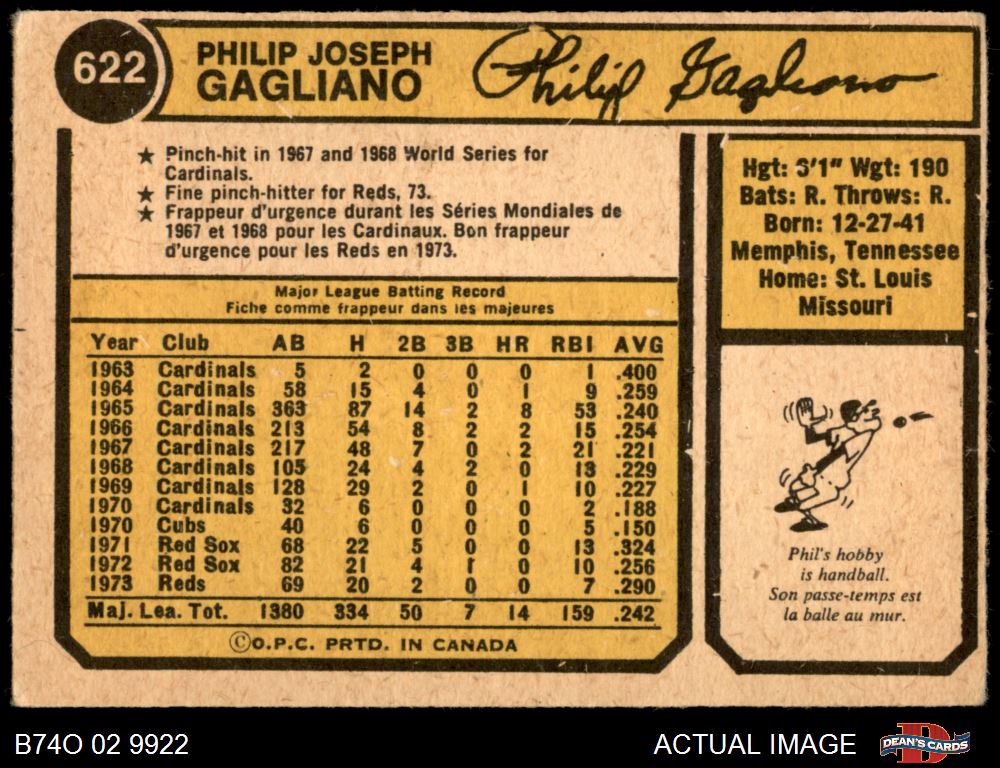 622
PHILIP JOSEPH
GAGLIANO
Philip Gagliano
★ Pinch-hit in 1967 and 1968 World Series for
Cardinals.
★ Fine pinch-hitter for Reds, 73.
★ Frappeur d'urgence durant les Séries Mondiales de
1967 et 1968 pour les Cardinaux. Bon frappeur
d'urgence pour les Reds en 1973.
Hgt: 6'1" Wgt: 190
Bats: R. Throws: R.
Born: 12-27-41
Memphis, Tennessee
Home: St. Louis
Missouri
Major League Batting Record
Fiche comme frappeur dans les majeures
Year Club AB H 2B 3B HR RBI AVG
1963 Cardinals 5 2 0 0 0 1 .400
1964 Cardinals 58 15 4 0 1 9 .259
1965 Cardinals 363 87 14 2 8 53 .240
1966 Cardinals 213 54 8 2 2 15 .254
1967 Cardinals 217 48 7 0 2 21 .221
1968 Cardinals 105 24 4 2 0 13 .229
1969 Cardinals 128 29 2 0 1 10 .227
1970 Cardinals 32 6 0 0 0 2 .188
1970 Cubs 40 6 0 0 0 5 .150
1971 Red Sox 68 22 5 0 0 13 .324
1972 Red Sox 82 21 4 1 0 10 .256
1973 Reds 69 20 2 0 0 7 .290
Maj. Lea. Tot. 1380 334 50 7 14 159 .242
©O.P.C. PRTD. IN CANADA
Phil's hobby
is handball.
Son passe-temps est
la balle au mur.
B74O 02 9922
ACTUAL IMAGE
DEAN'S CARDS